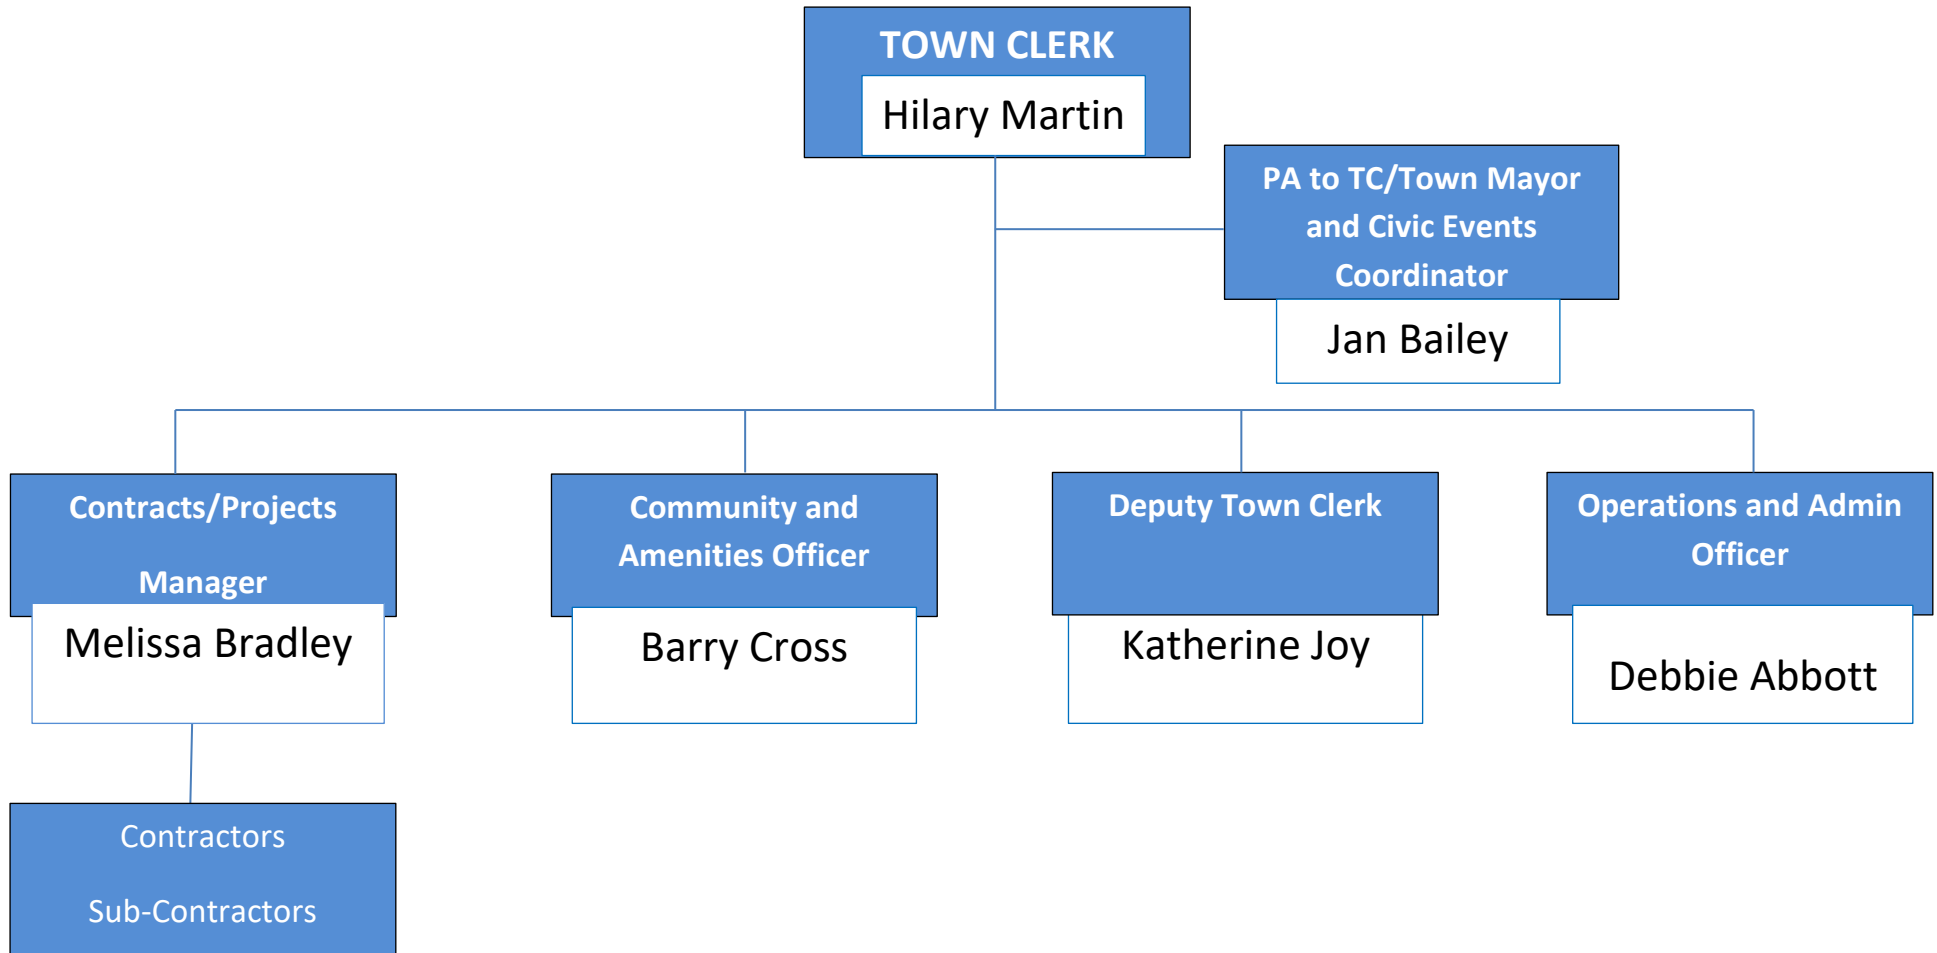 TOWN CLERK
Hilary Martin
PA to TC/Town Mayor
and Civic Events
Coordinator
Jan Bailey
Contracts/Projects
Manager
Melissa Bradley
Community and
Amenities Officer
Barry Cross
Deputy Town Clerk
Katherine Joy
Operations and Admin
Officer
Debbie Abbott
Contractors
Sub-Contractors